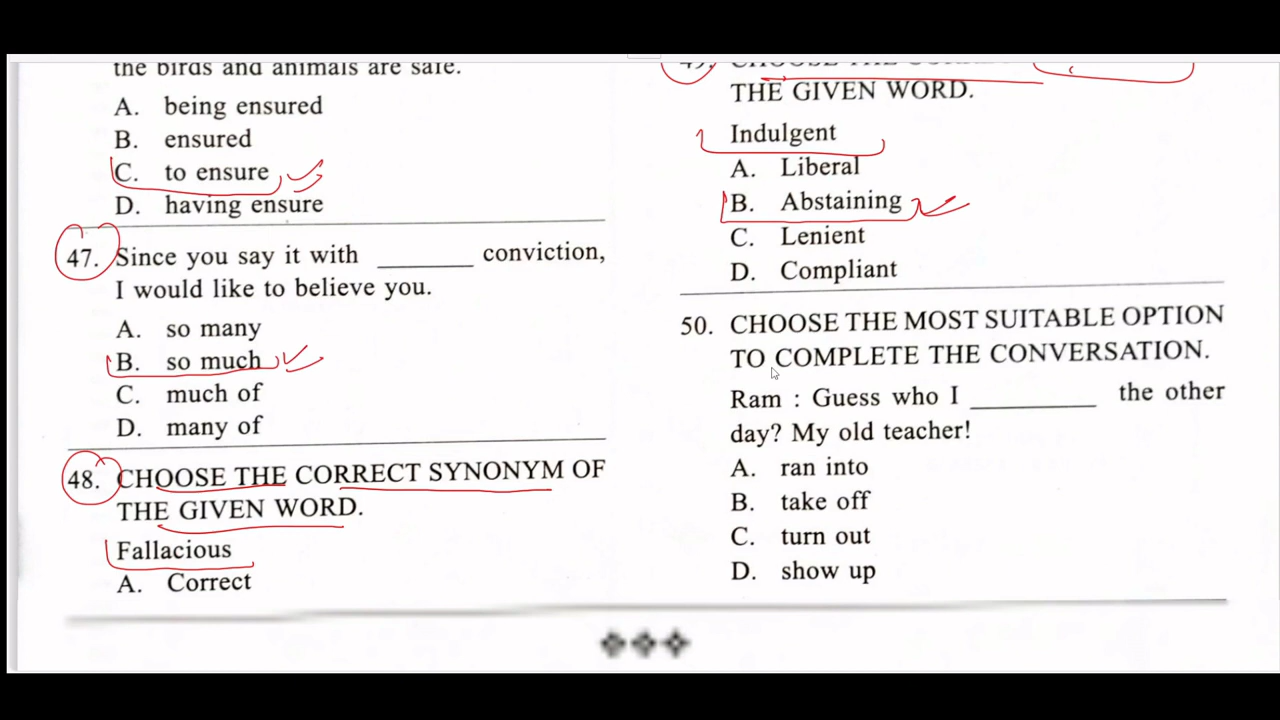 the birds and animals are safe.
A. being ensured
B. ensured
C. to ensure
D. having ensure
47. Since you say it with ________ conviction,
I would like to believe you.
A. so many
B. so much
C. much of
D. many of
48. CHOOSE THE CORRECT SYNONYM OF
THE GIVEN WORD.
Fallacious
A. Correct
49. CHOOSE THE
THE GIVEN WORD.
Indulgent
A. Liberal
B. Abstaining
C. Lenient
D. Compliant
50. CHOOSE THE MOST SUITABLE OPTION
TO COMPLETE THE CONVERSATION.
Ram : Guess who I __________ the other
day? My old teacher!
A. ran into
B. take off
C. turn out
D. show up